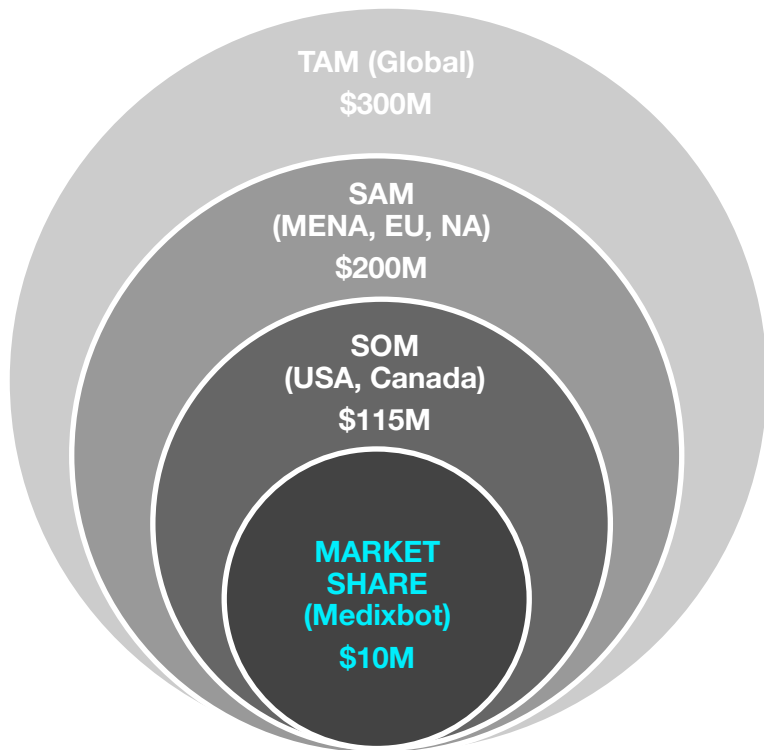 TAM (Global)
$300M
SAM
(MENA, EU, NA)
$200M
SOM
(USA, Canada)
$115M
MARKET
SHARE
(Medixbot)
$10M